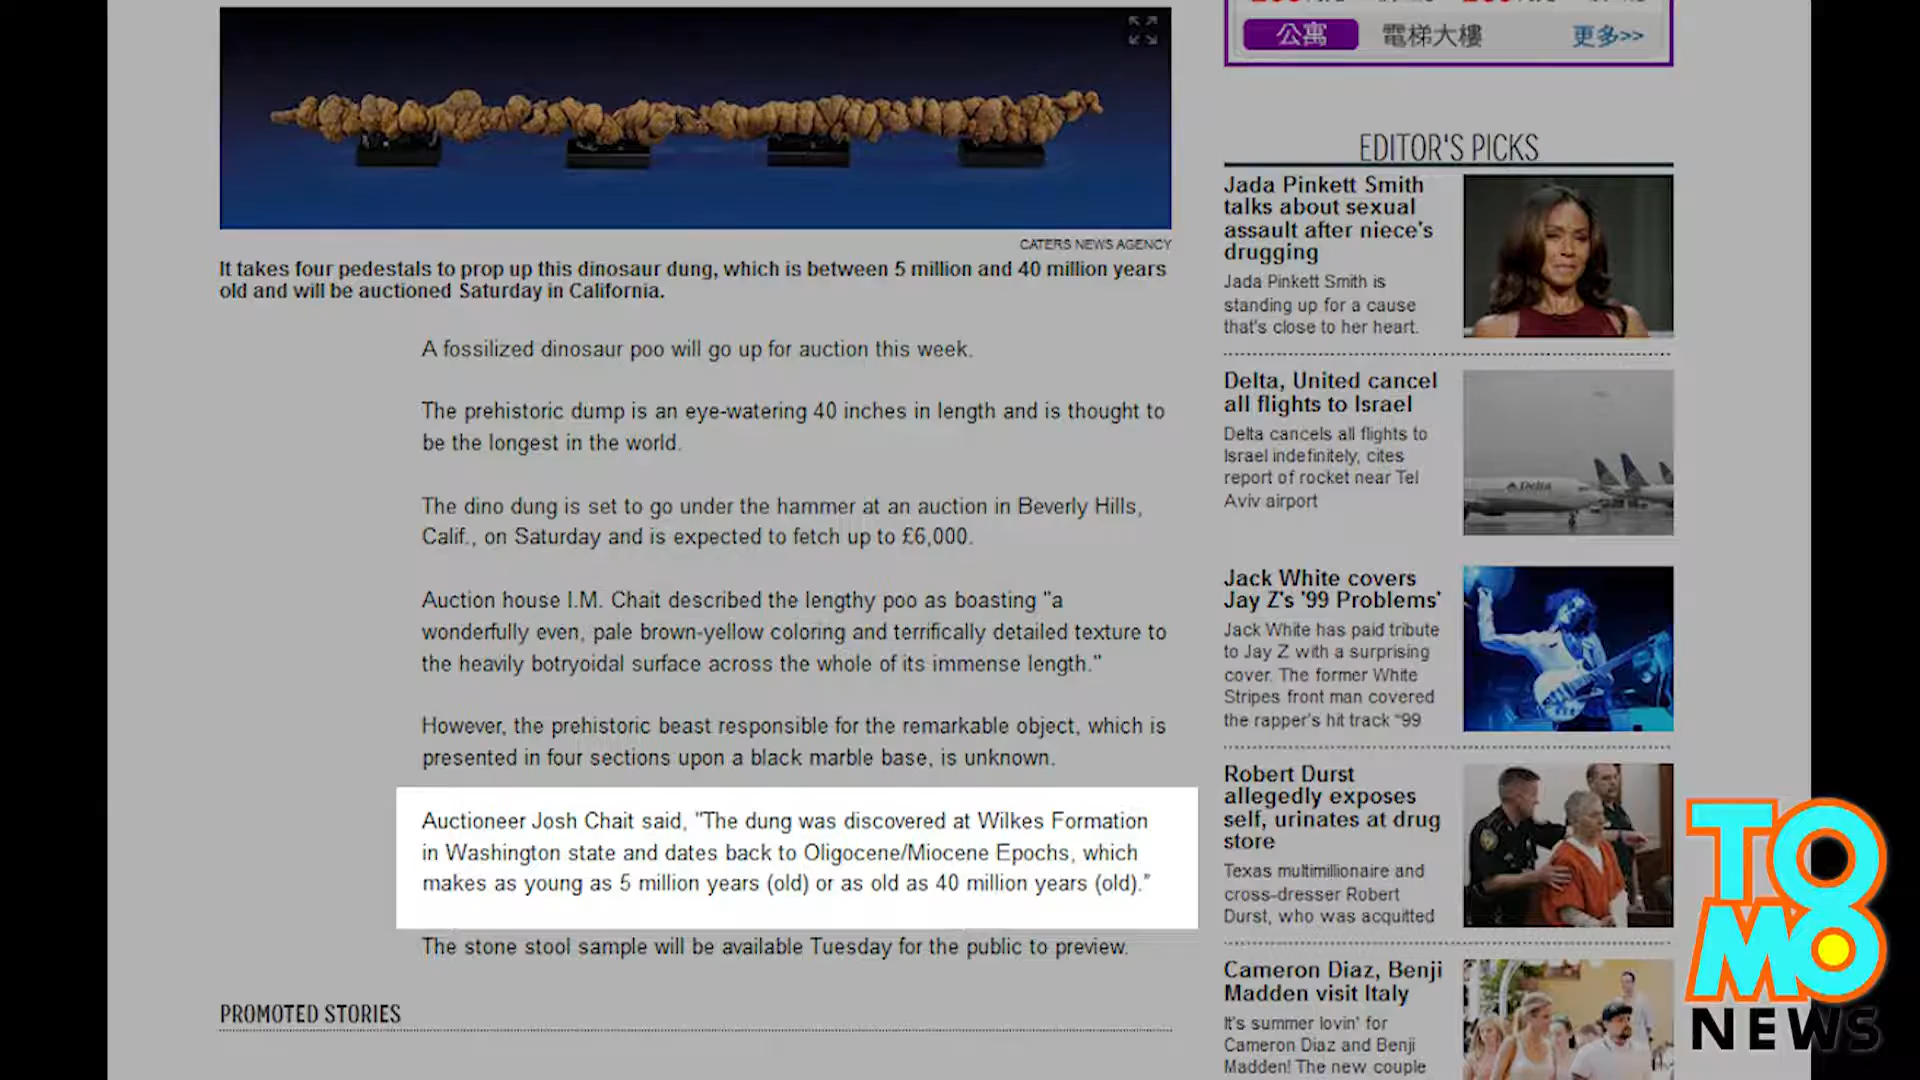 公寓 電梯大樓 更多>>
CATERS NEWS AGENCY
It takes four pedestals to prop up this dinosaur dung, which is between 5 million and 40 million years
old and will be auctioned Saturday in California.
A fossilized dinosaur poo will go up for auction this week.
The prehistoric dump is an eye-watering 40 inches in length and is thought to
be the longest in the world.
The dino dung is set to go under the hammer at an auction in Beverly Hills,
Calif., on Saturday and is expected to fetch up to £6,000.
Auction house I.M. Chait described the lengthy poo as boasting "a
wonderfully even, pale brown-yellow coloring and terrifically detailed texture to
the heavily botryoidal surface across the whole of its immense length."
However, the prehistoric beast responsible for the remarkable object, which is
presented in four sections upon a black marble base, is unknown.
Auctioneer Josh Chait said, "The dung was discovered at Wilkes Formation
in Washington state and dates back to Oligocene/Miocene Epochs, which
makes as young as 5 million years (old) or as old as 40 million years (old)."
The stone stool sample will be available Tuesday for the public to preview.
PROMOTED STORIES
EDITOR'S PICKS
Jada Pinkett Smith
talks about sexual
assault after niece's
drugging
Jada Pinkett Smith is
standing up for a cause
that's close to her heart.
Delta, United cancel
all flights to Israel
Delta cancels all flights to
Israel indefinitely, cites
report of rocket near Tel
Aviv airport
Delta
Jack White covers
Jay Z's '99 Problems'
Jack White has paid tribute
to Jay Z with a surprising
cover. The former White
Stripes front man covered
the rapper's hit track “99
Robert Durst
allegedly exposes
self, urinates at drug
store
Texas multimillionaire and
cross-dresser Robert
Durst, who was acquitted
Cameron Diaz, Benji
Madden visit Italy
It's summer lovin' for
Cameron Diaz and Benji
Madden! The new couple
TOMO
NEWS